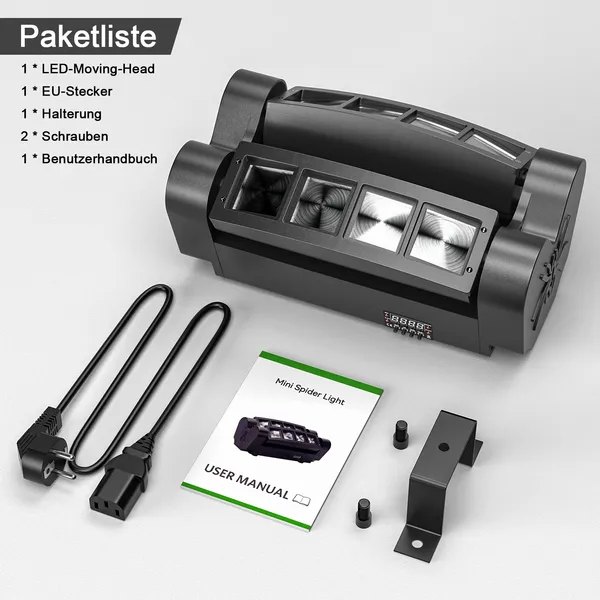 Paketliste
1 * LED-Moving-Head
1 * EU-Stecker
1 * Halterung
2 * Schrauben
1 * Benutzerhandbuch
8888
Mini Spider Light
USER MANUAL